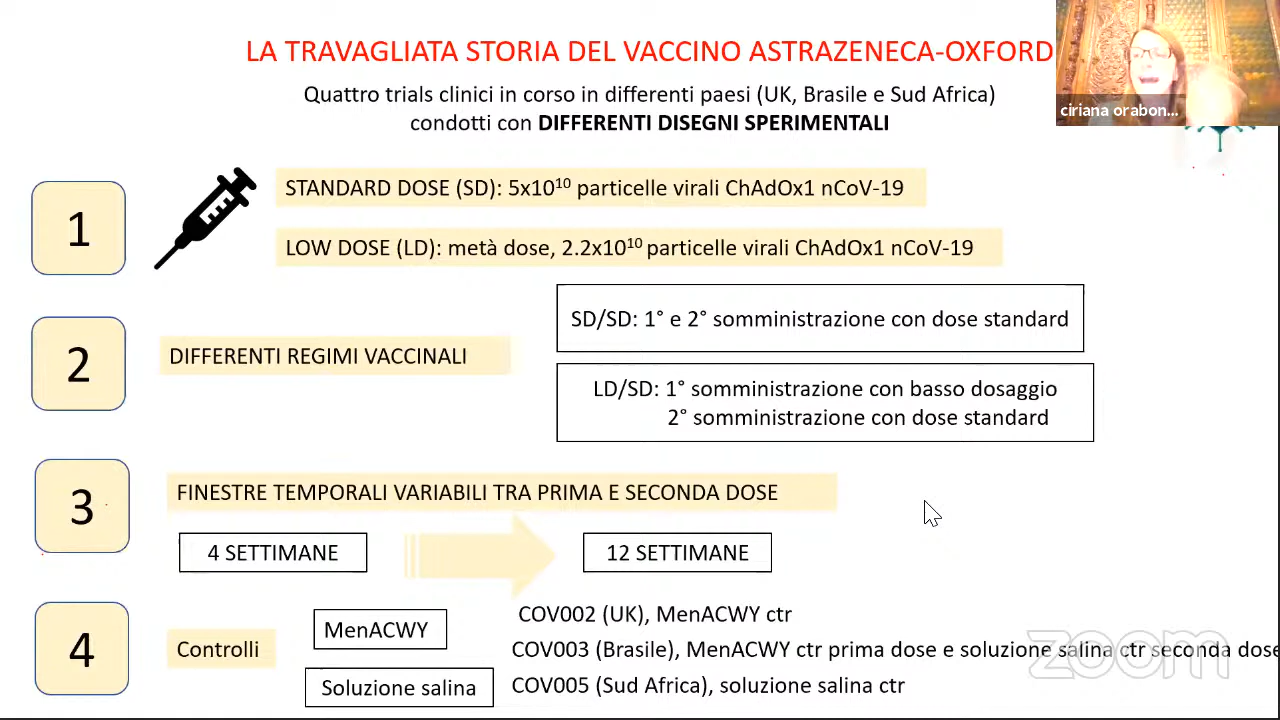 LA TRAVAGLIATA STORIA DEL VACCINO ASTRAZENECA-OXFORD
Quattro trials clinici in corso in differenti paesi (UK, Brasile e Sud Africa)
condotti con DIFFERENTI DISEGNI SPERIMENTALI
ciriana orabon...
1
STANDARD DOSE (SD): 5x10¹⁰ particelle virali ChAdOx1 nCoV-19
LOW DOSE (LD): metà dose, 2.2x10¹⁰ particelle virali ChAdOx1 nCoV-19
2
DIFFERENTI REGIMI VACCINALI
SD/SD: 1° e 2° somministrazione con dose standard
LD/SD: 1° somministrazione con basso dosaggio
2° somministrazione con dose standard
3
FINESTRE TEMPORALI VARIABILI TRA PRIMA E SECONDA DOSE
4 SETTIMANE
12 SETTIMANE
4
Controlli
MenACWY
Soluzione salina
COV002 (UK), MenACWY ctr
COV003 (Brasile), MenACWY ctr prima dose e soluzione salina ctr seconda dose
COV005 (Sud Africa), soluzione salina ctr
zoom